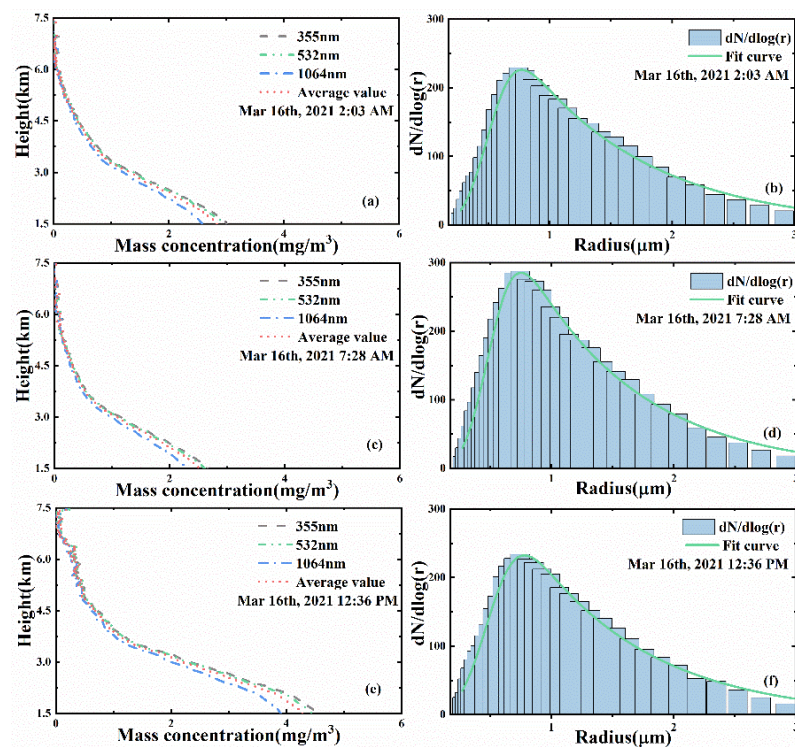 7.5
6.0
4.5
3.0
1.5
Height(km)
355nm
532nm
1064nm
Average value
Mar 16th, 2021 2:03 AM
(a)
0 2 4 6
Mass concentration(mg/m³)
300
200
100
0
dN/dlog(r)
dN/dlog(r)
Fit curve
Mar 16th, 2021 2:03 AM
(b)
1 2 3
Radius(μm)
7.5
6.0
4.5
3.0
1.5
Height(km)
355nm
532nm
1064nm
Average value
Mar 16th, 2021 7:28 AM
(c)
0 1 2 3 4 5 6
Mass concentration(mg/m³)
300
200
100
0
dN/dlog(r)
dN/dlog(r)
Fit curve
Mar 16th, 2021 7:28 AM
(d)
1 2 3
Radius(μm)
7.5
6.0
4.5
3.0
1.5
Height(km)
355nm
532nm
1064nm
Average value
Mar 16th, 2021 12:36 PM
(e)
0 2 4 6
Mass concentration(mg/m³)
300
200
100
0
dN/dlog(r)
dN/dlog(r)
Fit curve
Mar 16th, 2021 12:36 PM
(f)
1 2 3
Radius(μm)